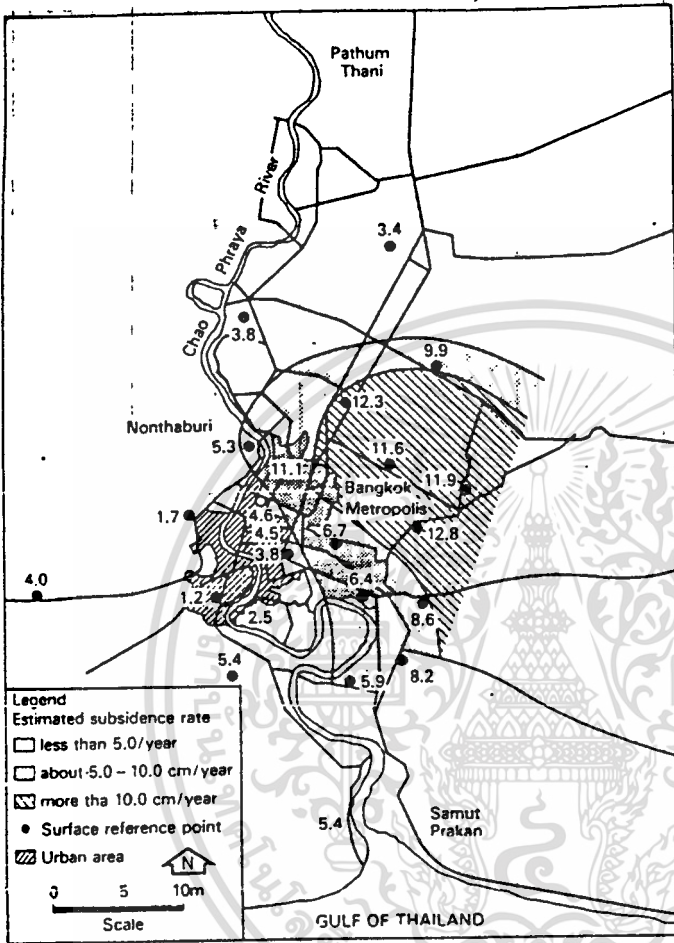 Pathum
Thani
River
Phraya
Chao
3.4
3.8
9.9
12.3
Nonthaburi
5.3
11.1
11.6
11.9
Bangkok
Metropolis
1.7
4.6
4.5
6.7
12.8
3.8
4.0
1.2
6.4
8.6
2.5
5.4
5.9
8.2
Legend
Estimated subsidence rate
less than 5.0/year
about 5.0 – 10.0 cm/year
more tha 10.0 cm/year
Surface reference point
Urban area
N
0 5 10m
Scale
5.4
Samut
Prakan
GULF OF THAILAND